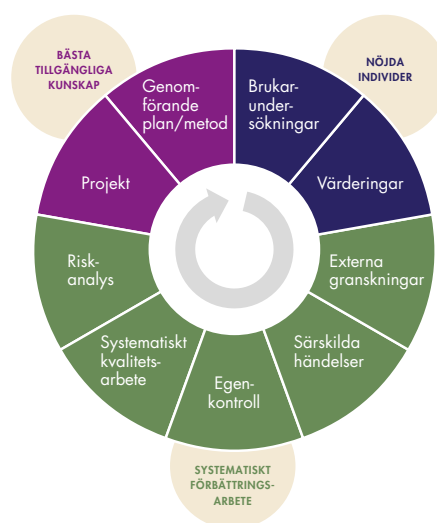 BÄSTA
TILLGÄNGLIGA
KUNSKAP
NÖJDA
INDIVIDER
Genom-
förande
plan/metod
Brukar-
under-
sökningar
Projekt
Värderingar
Risk-
analys
Externa
granskningar
Systematiskt
kvalitets-
arbete
Särskilda
händelser
Egen-
kontroll
SYSTEMATISKT
FÖRBÄTTRINGS-
ARBETE